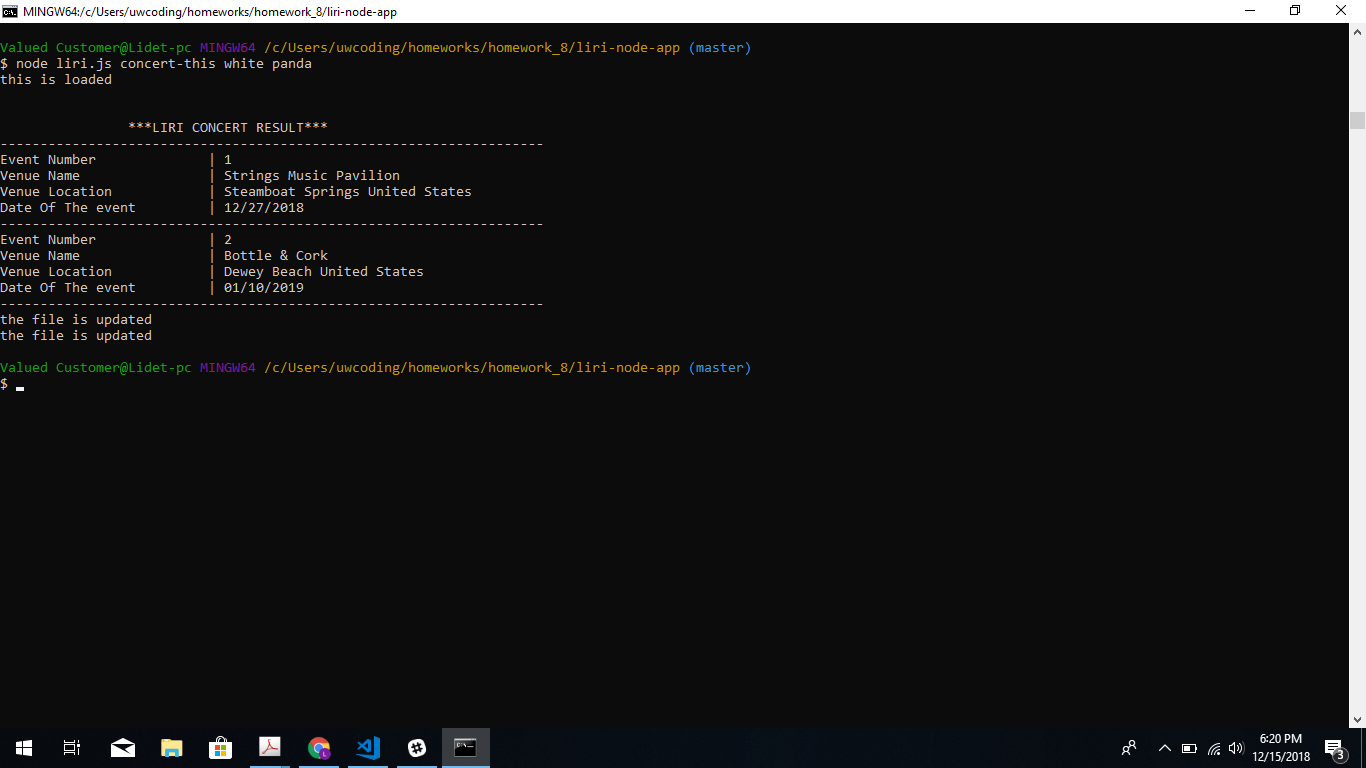 MINGW64:/c/Users/uwcoding/homeworks/homework_8/liri-node-app
Valued Customer@Lidet-pc MINGW64 /c/Users/uwcoding/homeworks/homework_8/liri-node-app (master)
$ node liri.js concert-this white panda
this is loaded
***LIRI CONCERT RESULT***
--------------------------------------------------------------------
Event Number | 1
Venue Name | Strings Music Pavilion
Venue Location | Steamboat Springs United States
Date Of The event | 12/27/2018
--------------------------------------------------------------------
Event Number | 2
Venue Name | Bottle & Cork
Venue Location | Dewey Beach United States
Date Of The event | 01/10/2019
--------------------------------------------------------------------
the file is updated
the file is updated
Valued Customer@Lidet-pc MINGW64 /c/Users/uwcoding/homeworks/homework_8/liri-node-app (master)
$
6:20 PM
12/15/2018
3